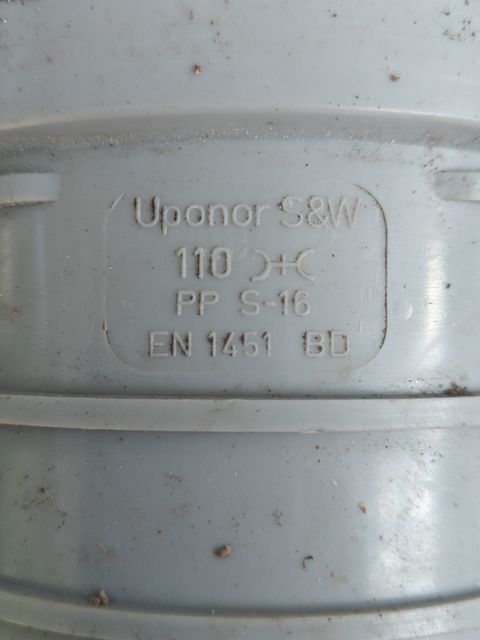 Uponor S&W
110
PP S-16
EN 1451 BD